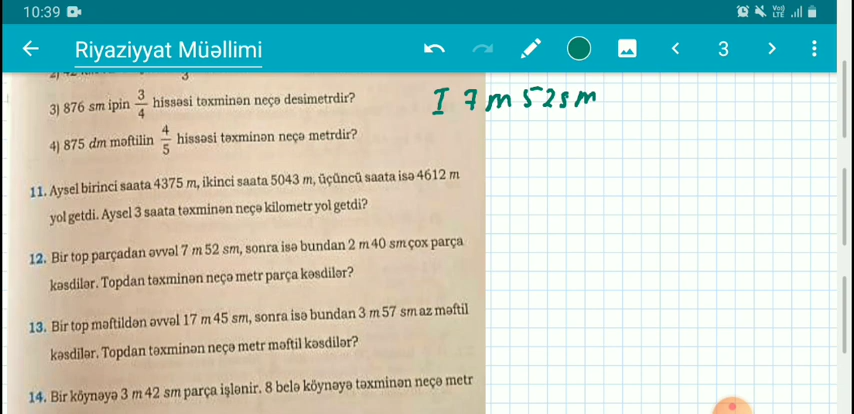 10:39
Vo) LTE
Riyaziyyat Müəllimi
3
3) 876 sm ipin 3/4 hissəsi təxminən neçə desimetrdir?
I 7 m 52 sm
4) 875 dm məftilin 4/5 hissəsi təxminən neçə metrdir?
11. Aysel birinci saata 4375 m, ikinci saata 5043 m, üçüncü saata isə 4612 m
yol getdi. Aysel 3 saata təxminən neçə kilometr yol getdi?
12. Bir top parçadan əvvəl 7 m 52 sm, sonra isə bundan 2 m 40 sm çox parça
kəsdilər. Topdan təxminən neçə metr parça kəsdilər?
13. Bir top məftildən əvvəl 17 m 45 sm, sonra isə bundan 3 m 57 sm az məftil
kəsdilər. Topdan təxminən neçə metr məftil kəsdilər?
14. Bir köynəyə 3 m 42 sm parça işlənir. 8 belə köynəyə təxminən neçə metr